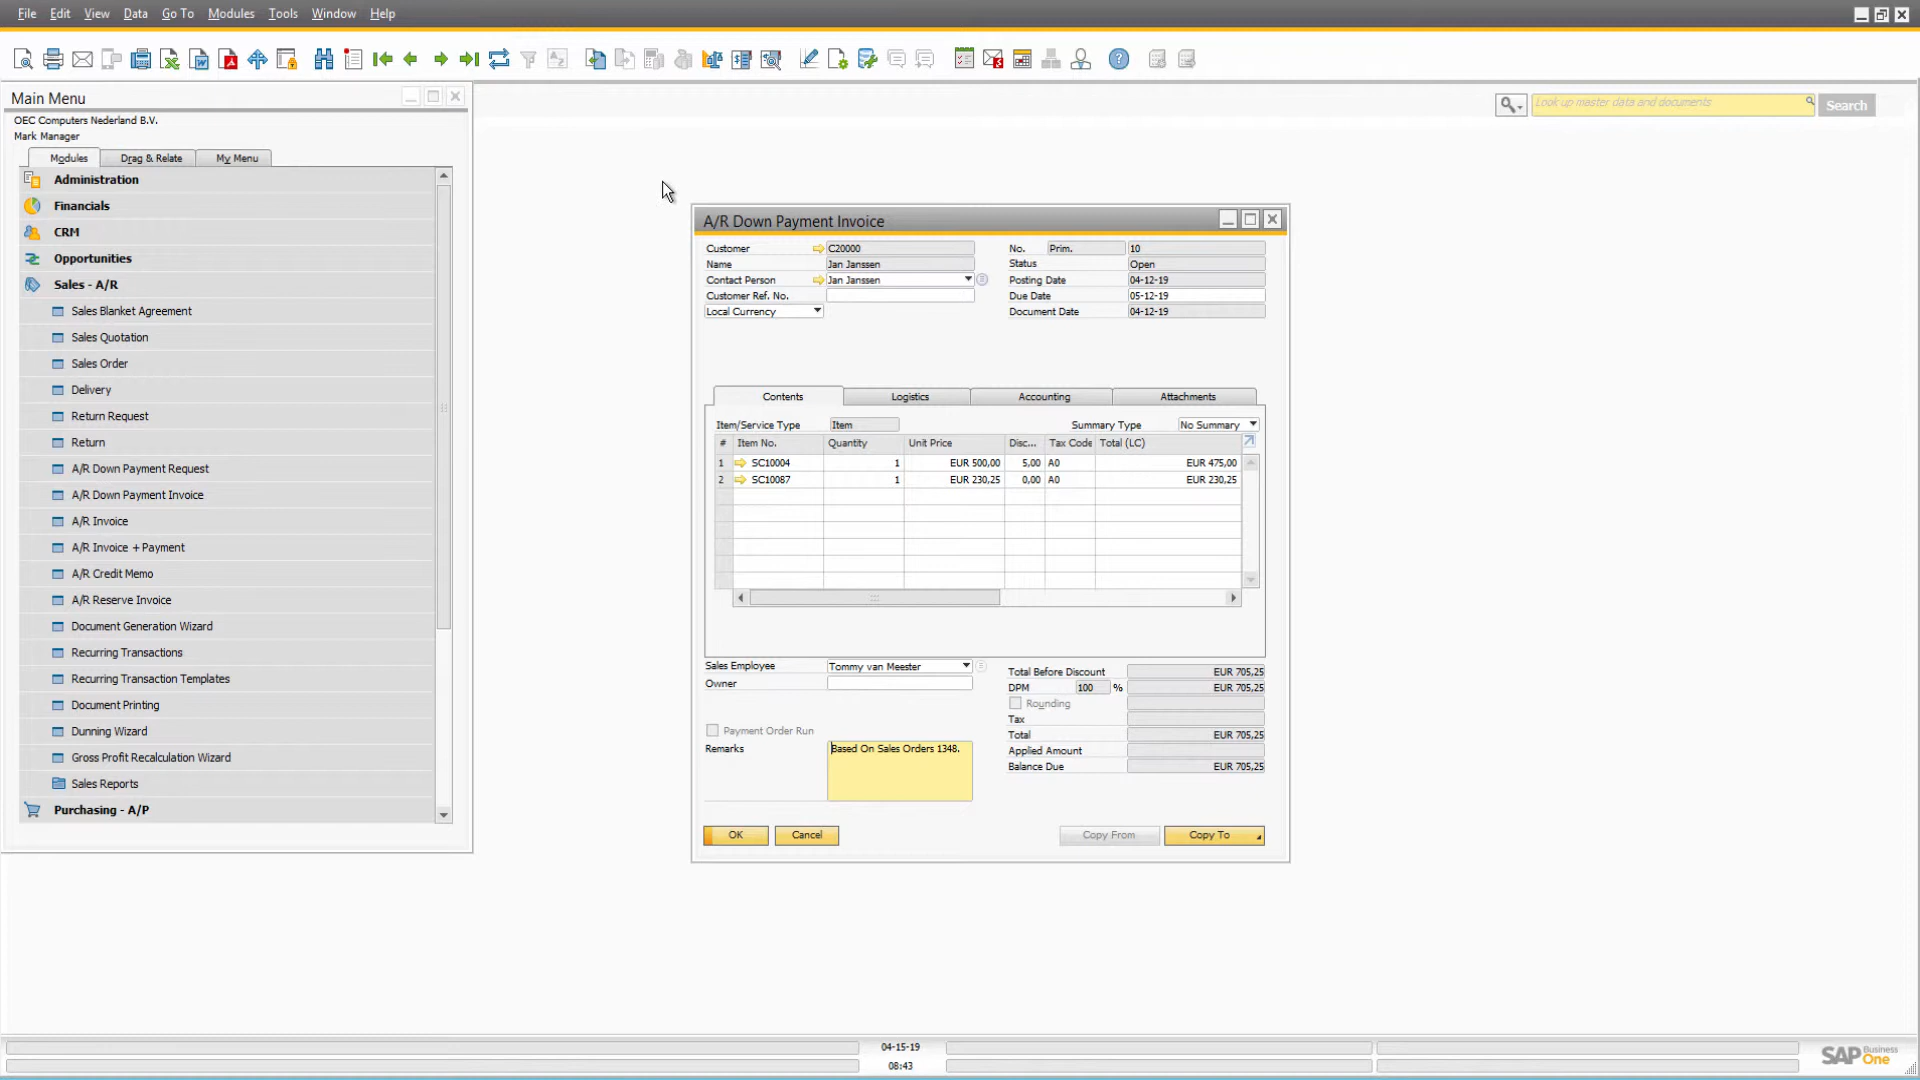 File Edit View Data Go To Modules Tools Window Help
Main Menu
OEC Computers Nederland B.V.
Mark Manager
Modules Drag & Relate My Menu
Administration
Financials
CRM
Opportunities
Sales - A/R
Sales Blanket Agreement
Sales Quotation
Sales Order
Delivery
Return Request
Return
A/R Down Payment Request
A/R Down Payment Invoice
A/R Invoice
A/R Invoice + Payment
A/R Credit Memo
A/R Reserve Invoice
Document Generation Wizard
Recurring Transactions
Recurring Transaction Templates
Document Printing
Dunning Wizard
Gross Profit Recalculation Wizard
Sales Reports
Purchasing - A/P
Look up master data and documents Search
A/R Down Payment Invoice
Customer C20000 No. Prim. 10
Name Jan Janssen Status Open
Contact Person Jan Janssen Posting Date 04-12-19
Customer Ref. No. Due Date 05-12-19
Local Currency Document Date 04-12-19
Contents Logistics Accounting Attachments
Item/Service Type Item Summary Type No Summary
# Item No. Quantity Unit Price Disc... Tax Code Total (LC)
1 SC10004 1 EUR 500,00 5,00 A0 EUR 475,00
2 SC10087 1 EUR 230,25 0,00 A0 EUR 230,25
Sales Employee Tommy van Meester Total Before Discount EUR 705,25
Owner DPM 100 % EUR 705,25
Rounding
Tax
Payment Order Run Total EUR 705,25
Remarks Based On Sales Orders 1348. Applied Amount
Balance Due EUR 705,25
OK Cancel Copy From Copy To
04-15-19
08:43
SAP Business One